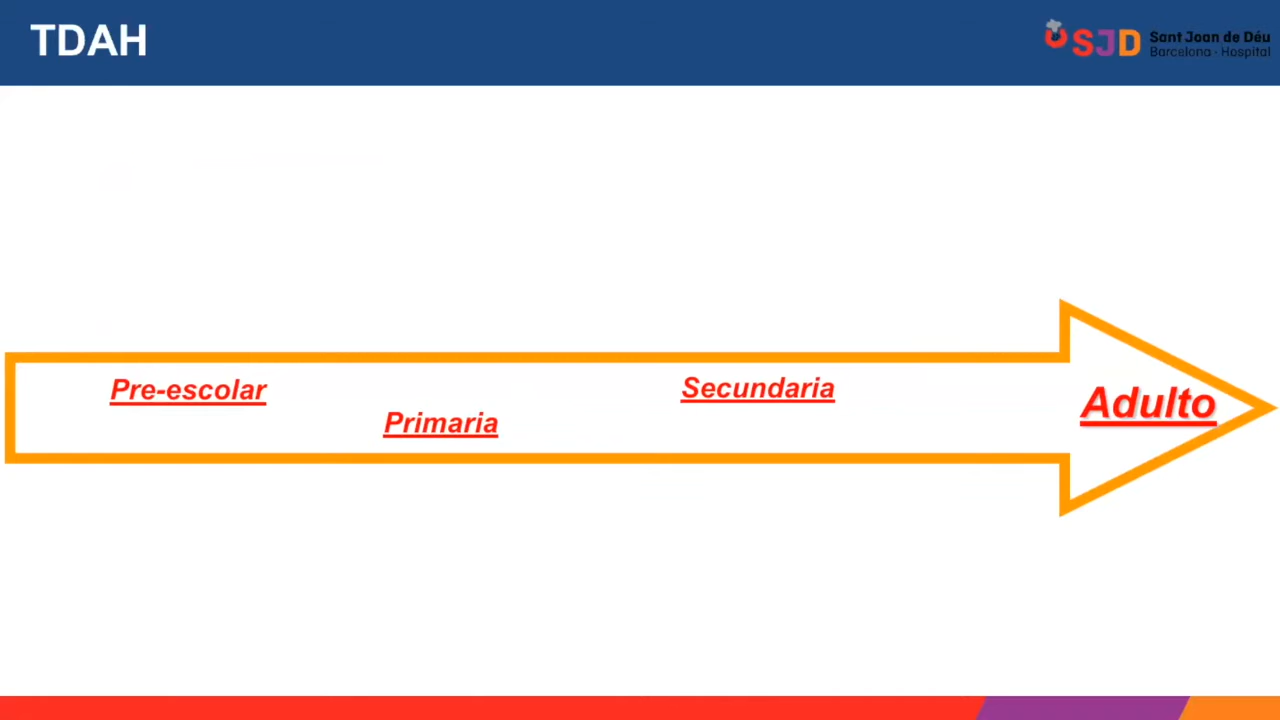 TDAH
SJD
Sant Joan de Déu
Barcelona · Hospital
Pre-escolar
Primaria
Secundaria
Adulto